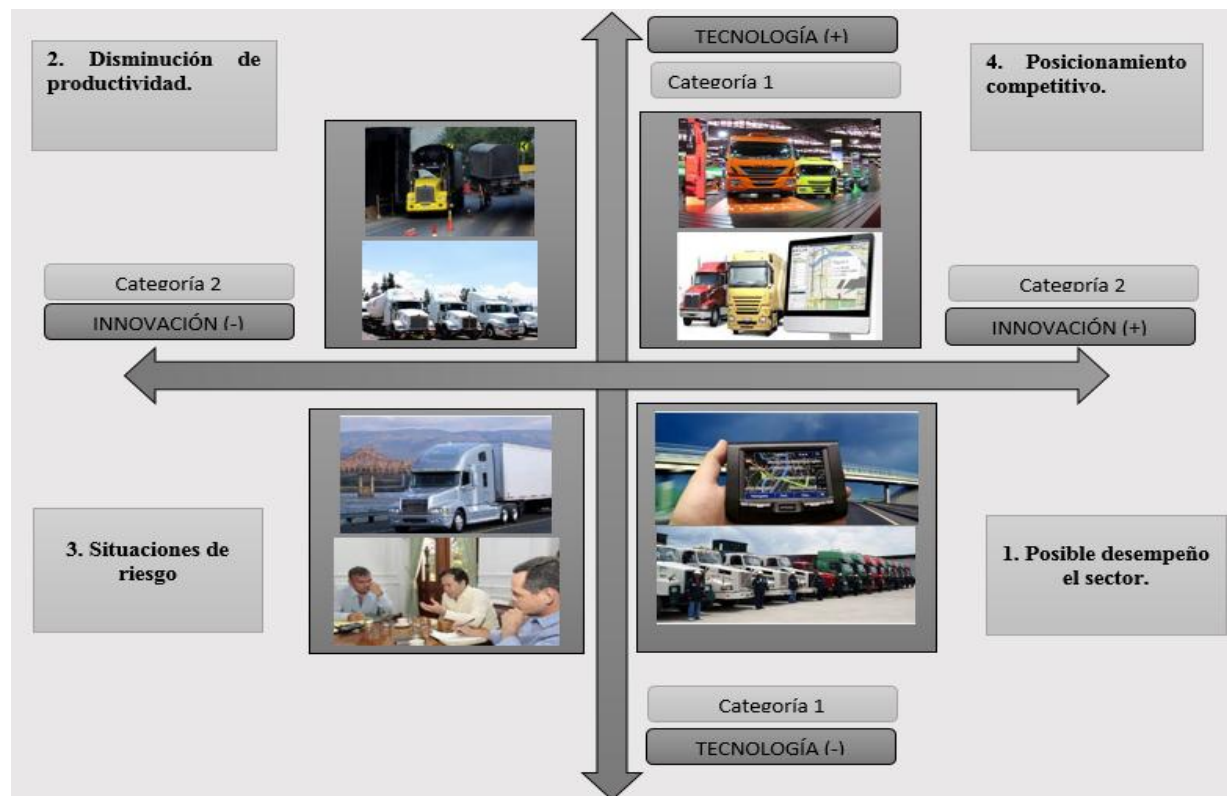 2. Disminución de
productividad.
TECNOLOGÍA (+)
Categoría 1
4. Posicionamiento
competitivo.
Categoría 2
INNOVACIÓN (-)
Categoría 2
INNOVACIÓN (+)
3. Situaciones de
riesgo
1. Posible desempeño
el sector.
Categoría 1
TECNOLOGÍA (-)